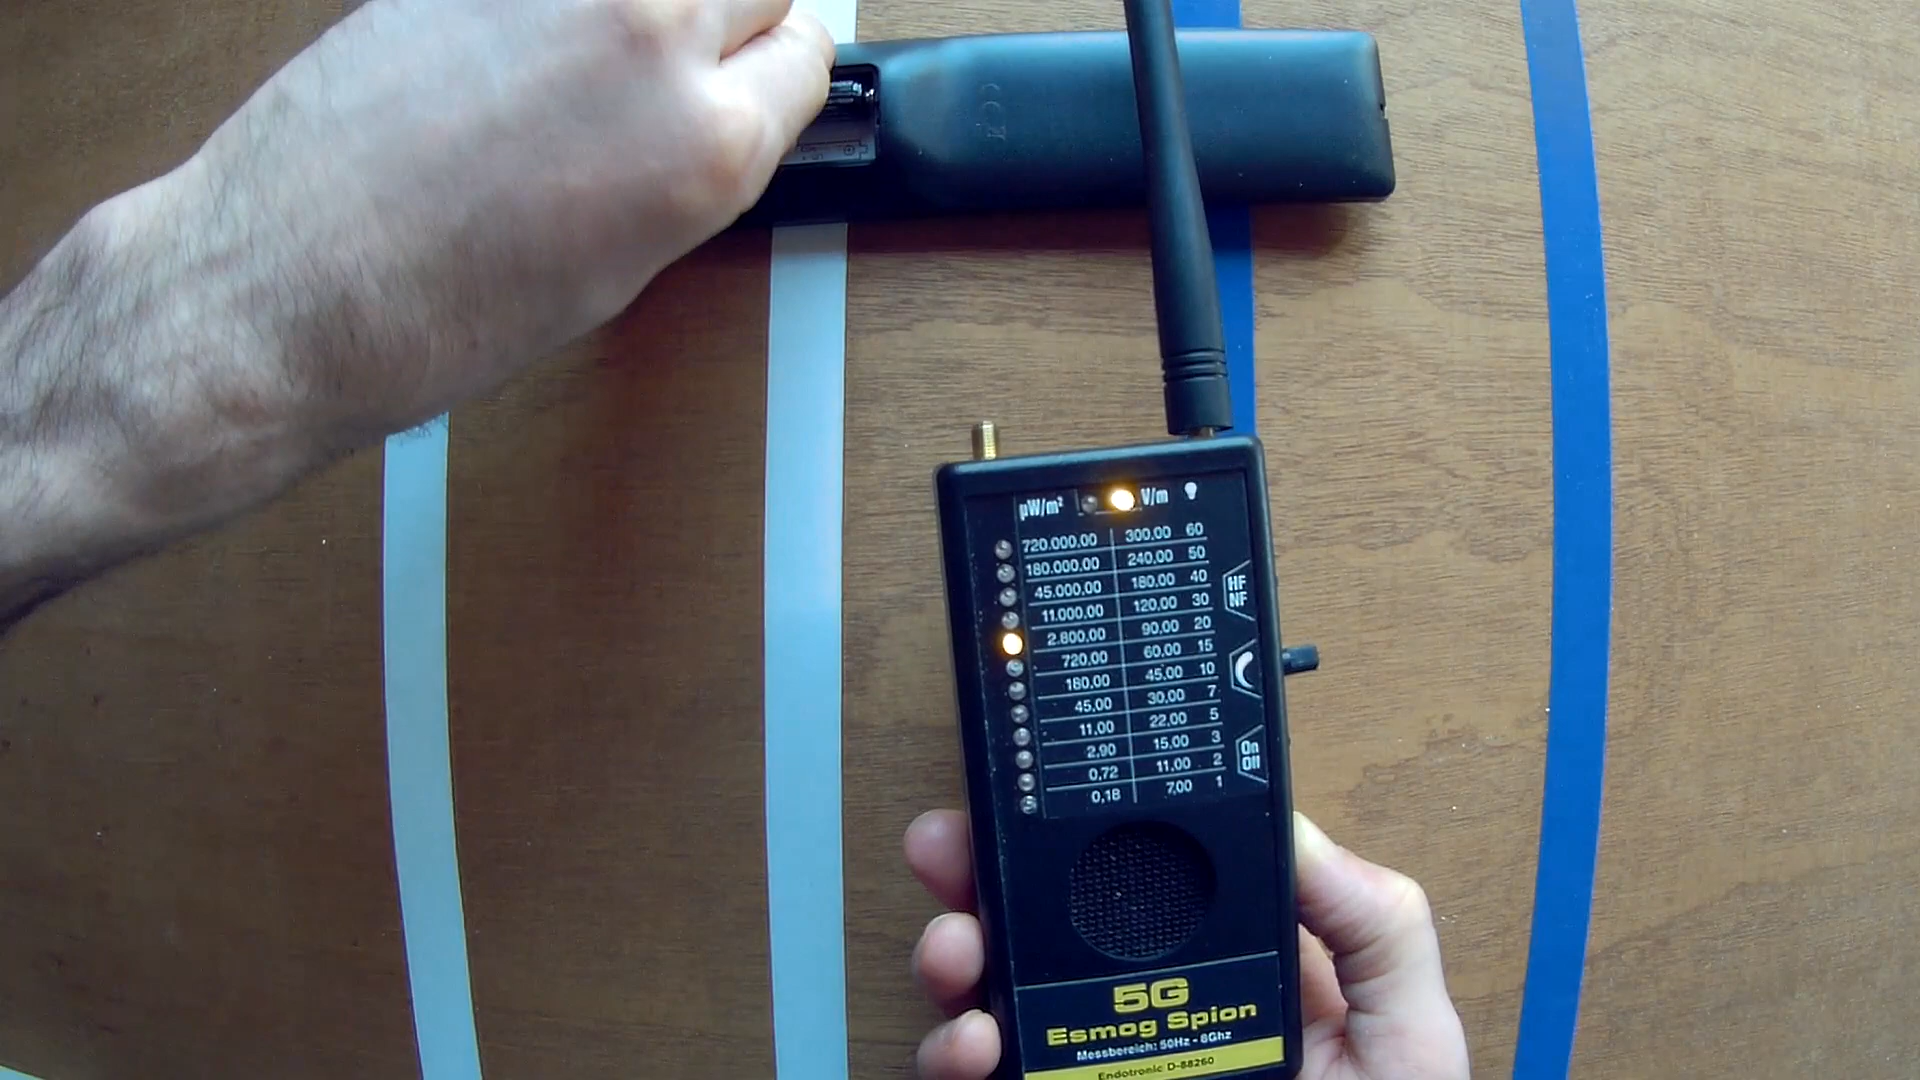 µW/m² V/m
720.000,00 300,00 60
180.000,00 240,00 50
45.000,00 180,00 40
11.000,00 120,00 30
2.800,00 90,00 20
720,00 60,00 15
180,00 45,00 10
45,00 30,00 7
11,00 22,00 5
2,90 15,00 3
0,72 11,00 2
0,18 7,00 1
HF
NF
On
Off
5G
Esmog Spion
Messbereich: 50Hz - 8Ghz
Endotronic D-88260